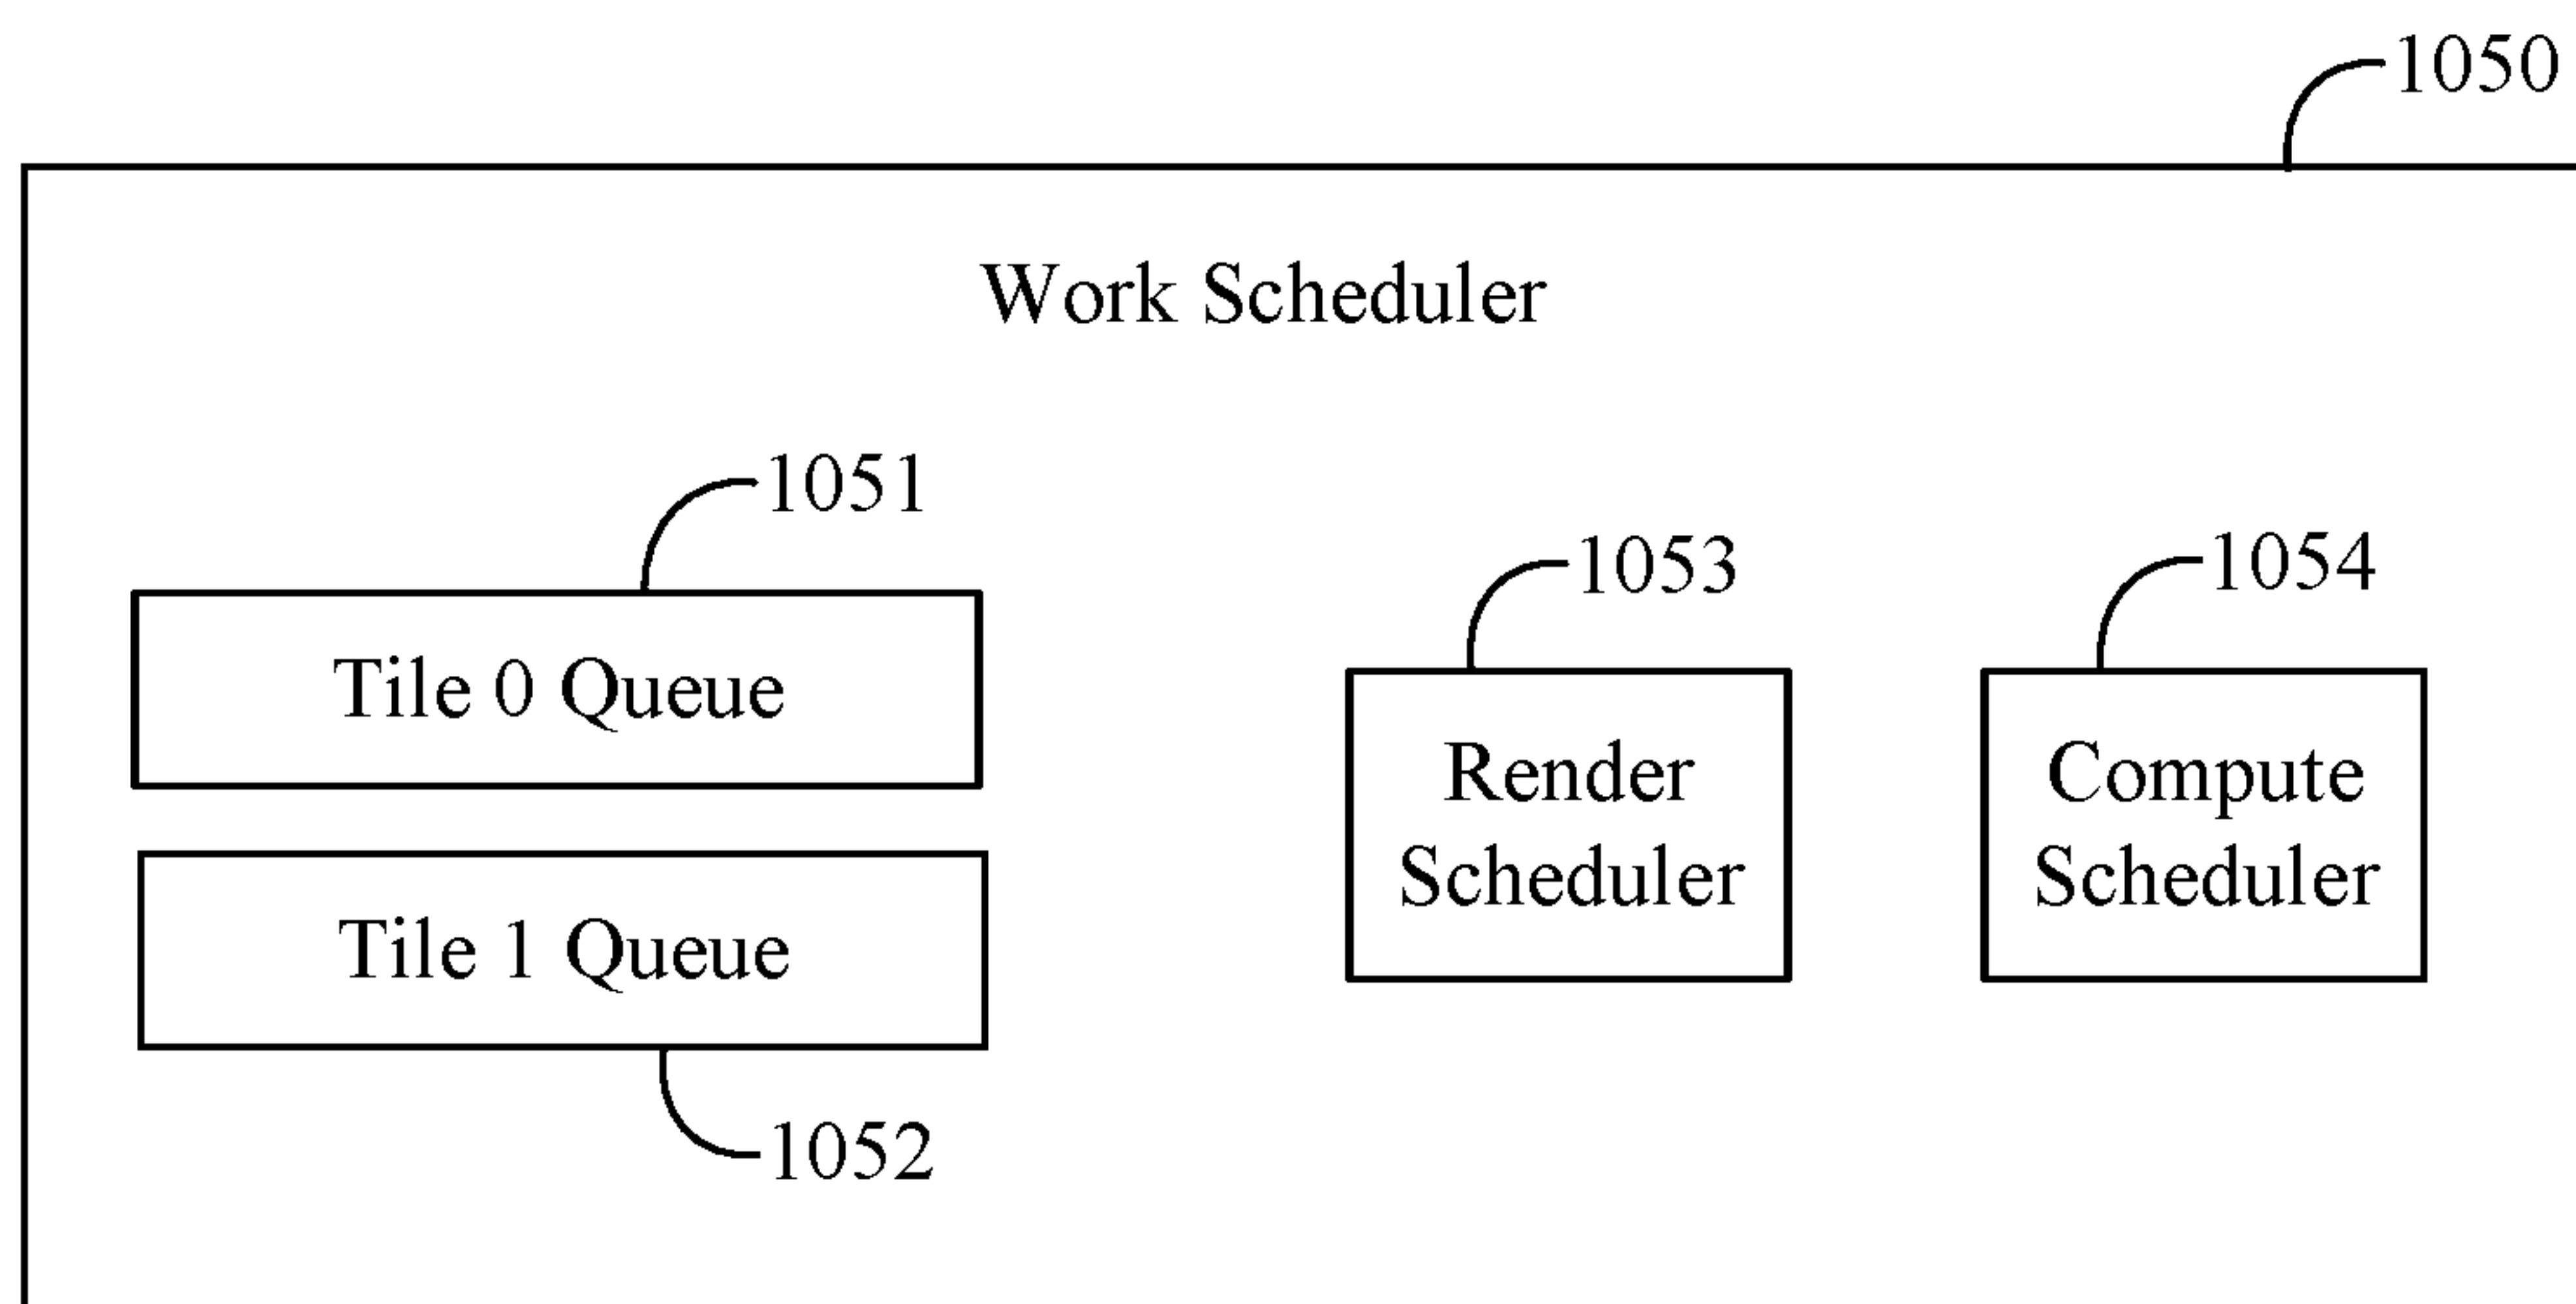 1050
Work Scheduler
1051
Tile 0 Queue
Tile 1 Queue
1052
1053
Render
Scheduler
1054
Compute
Scheduler